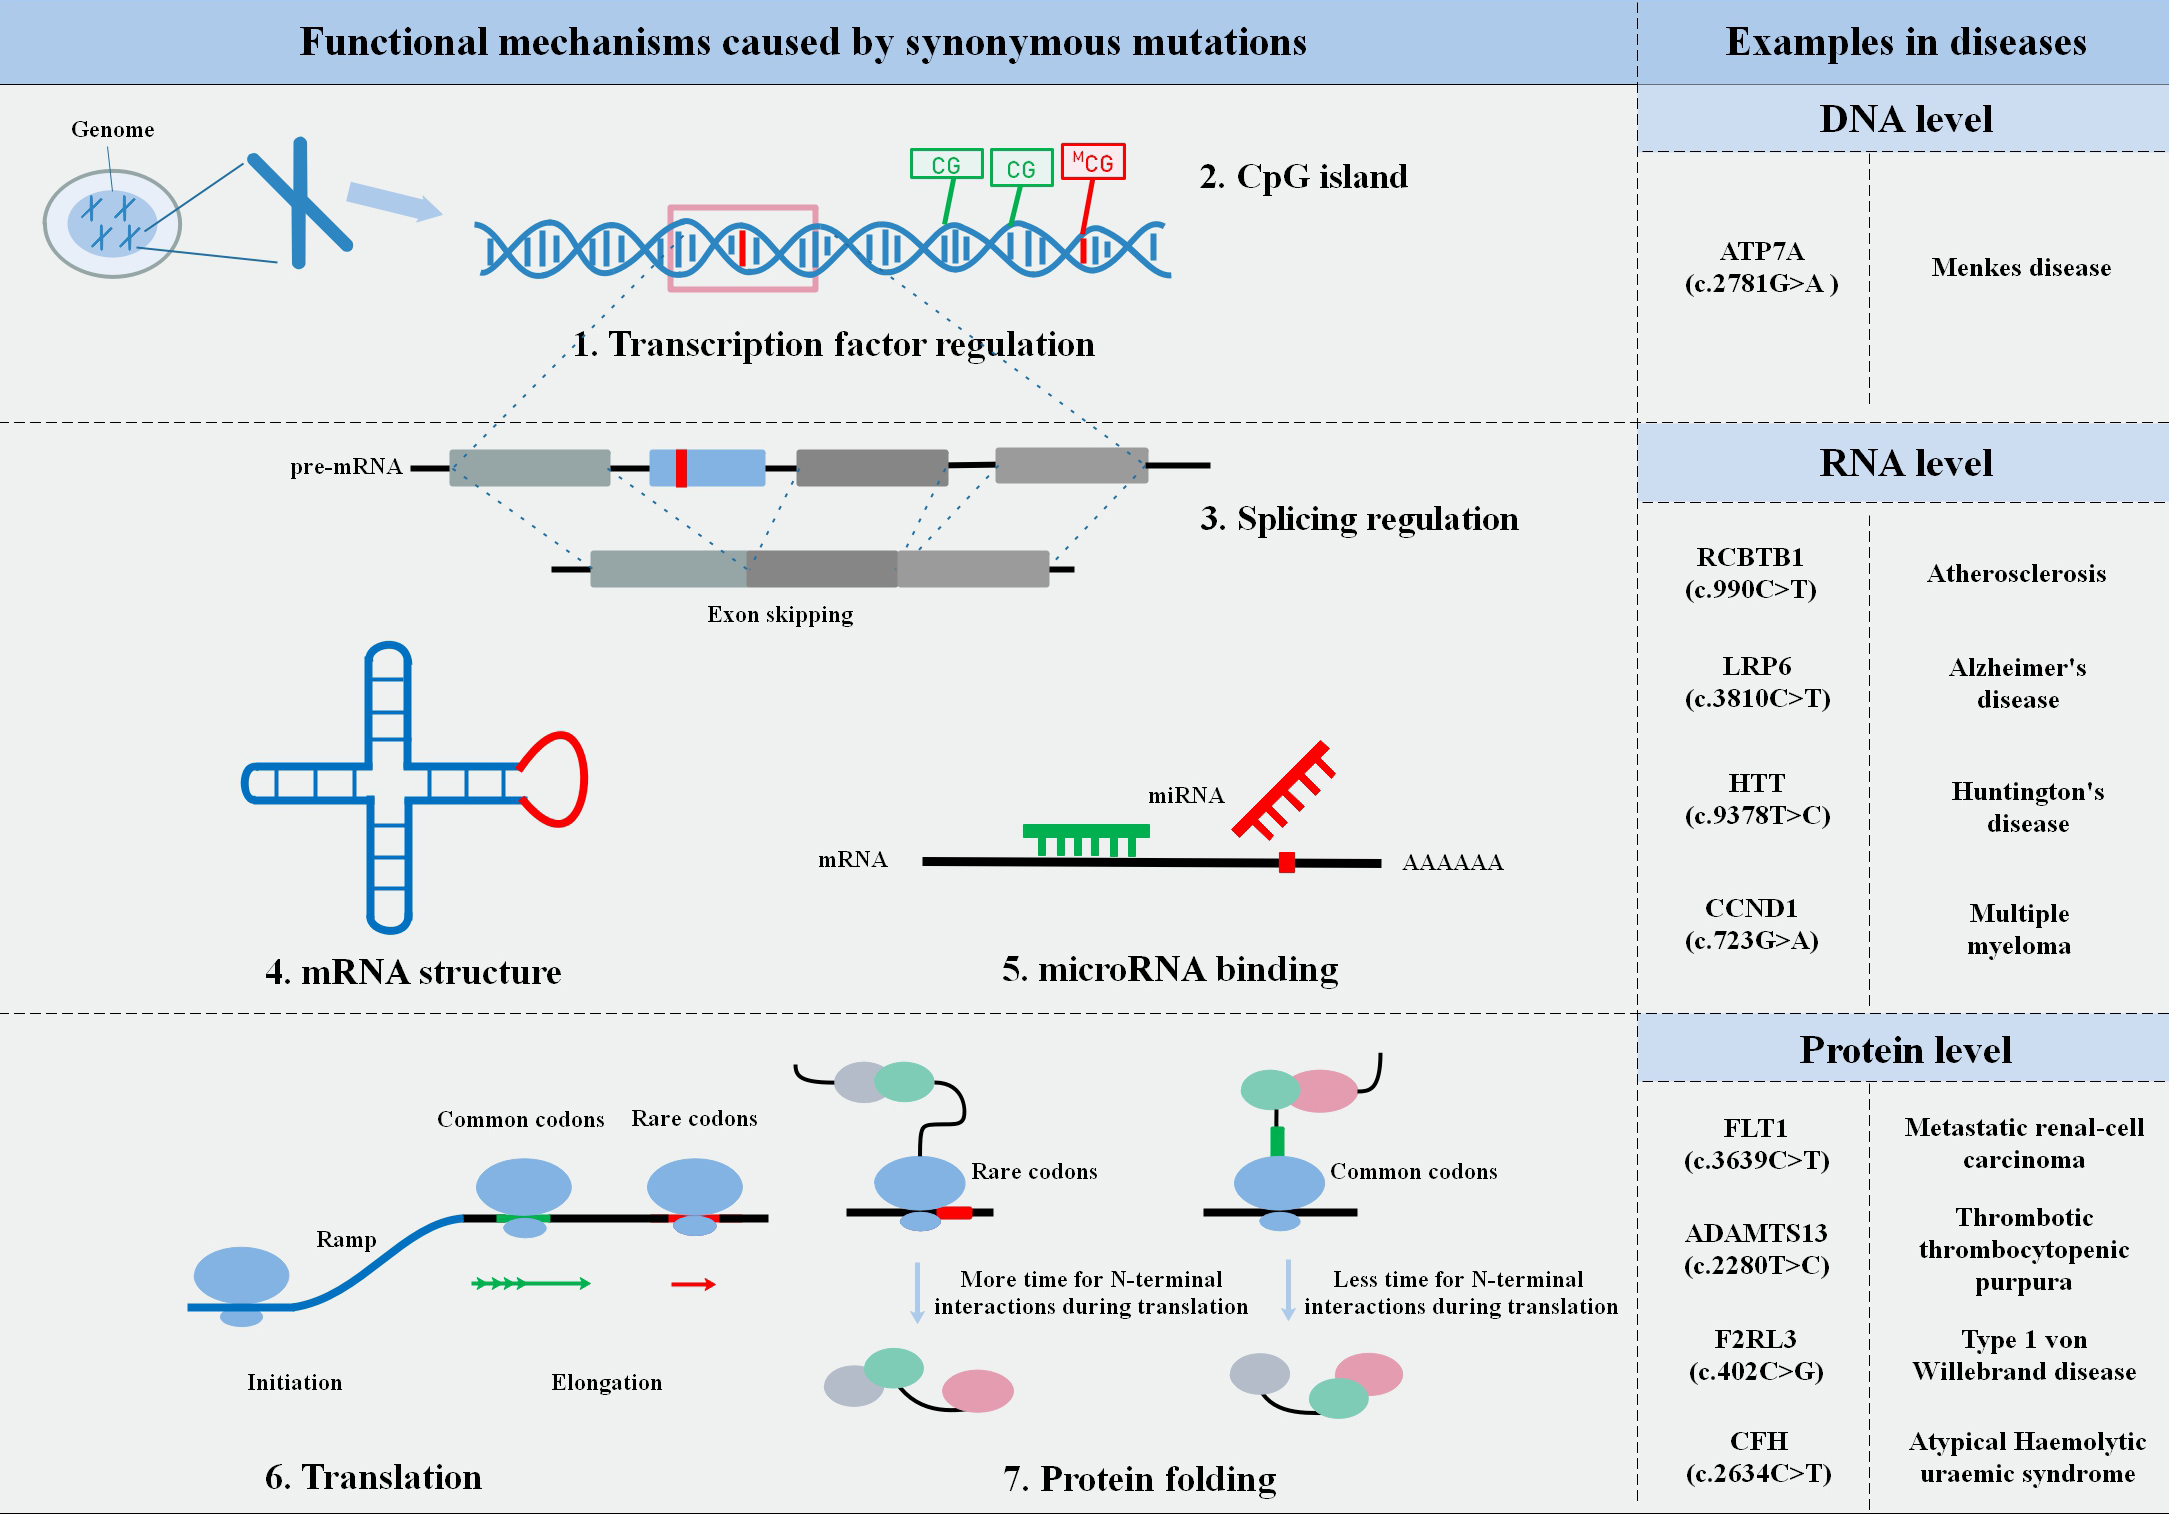 Functional mechanisms caused by synonymous mutations
Examples in diseases
DNA level
Genome
CG
CG
MCG
2. CpG island
1. Transcription factor regulation
ATP7A
(c.2781G>A )
Menkes disease
RNA level
pre-mRNA
3. Splicing regulation
Exon skipping
miRNA
mRNA
AAAAAA
4. mRNA structure
5. microRNA binding
RCBTB1
(c.990C>T)
Atherosclerosis
LRP6
(c.3810C>T)
Alzheimer's
disease
HTT
(c.9378T>C)
Huntington's
disease
CCND1
(c.723G>A)
Multiple
myeloma
Protein level
Common codons
Rare codons
Ramp
Initiation
Elongation
6. Translation
Rare codons
Common codons
More time for N-terminal
interactions during translation
Less time for N-terminal
interactions during translation
7. Protein folding
FLT1
(c.3639C>T)
Metastatic renal-cell
carcinoma
ADAMTS13
(c.2280T>C)
Thrombotic
thrombocytopenic
purpura
F2RL3
(c.402C>G)
Type 1 von
Willebrand disease
CFH
(c.2634C>T)
Atypical Haemolytic
uraemic syndrome